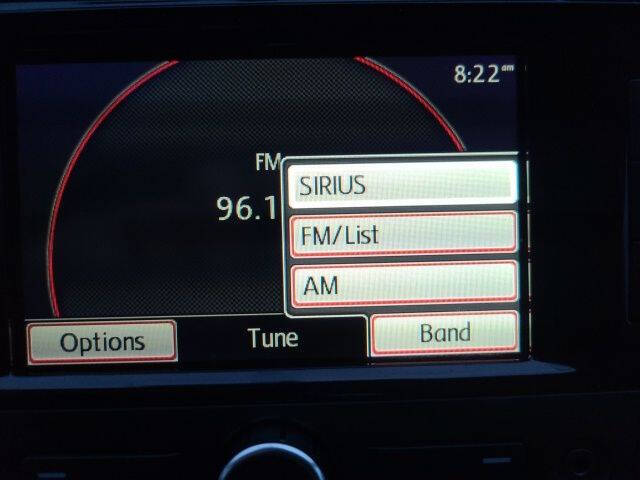 8:22am
FM
96.1
SIRIUS
FM/List
AM
Options
Tune
Band